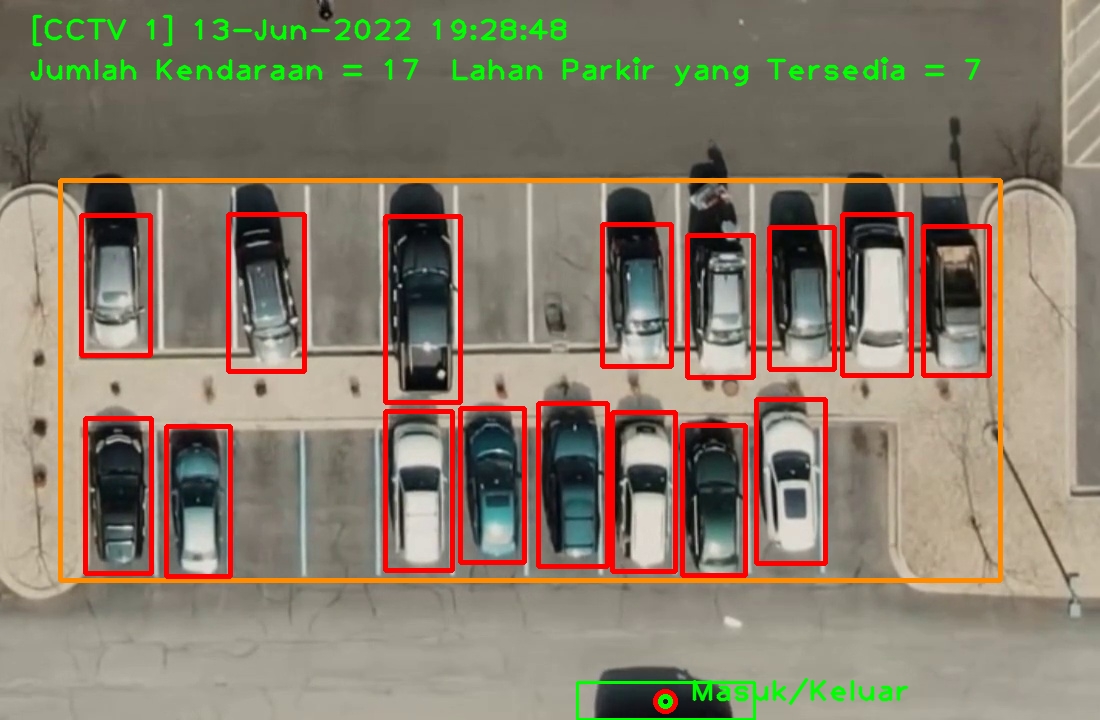 [CCTV 1] 13-Jun-2022 19:28:48
Jumlah Kendaraan = 17 Lahan Parkir yang Tersedia = 7
Masuk/Keluar